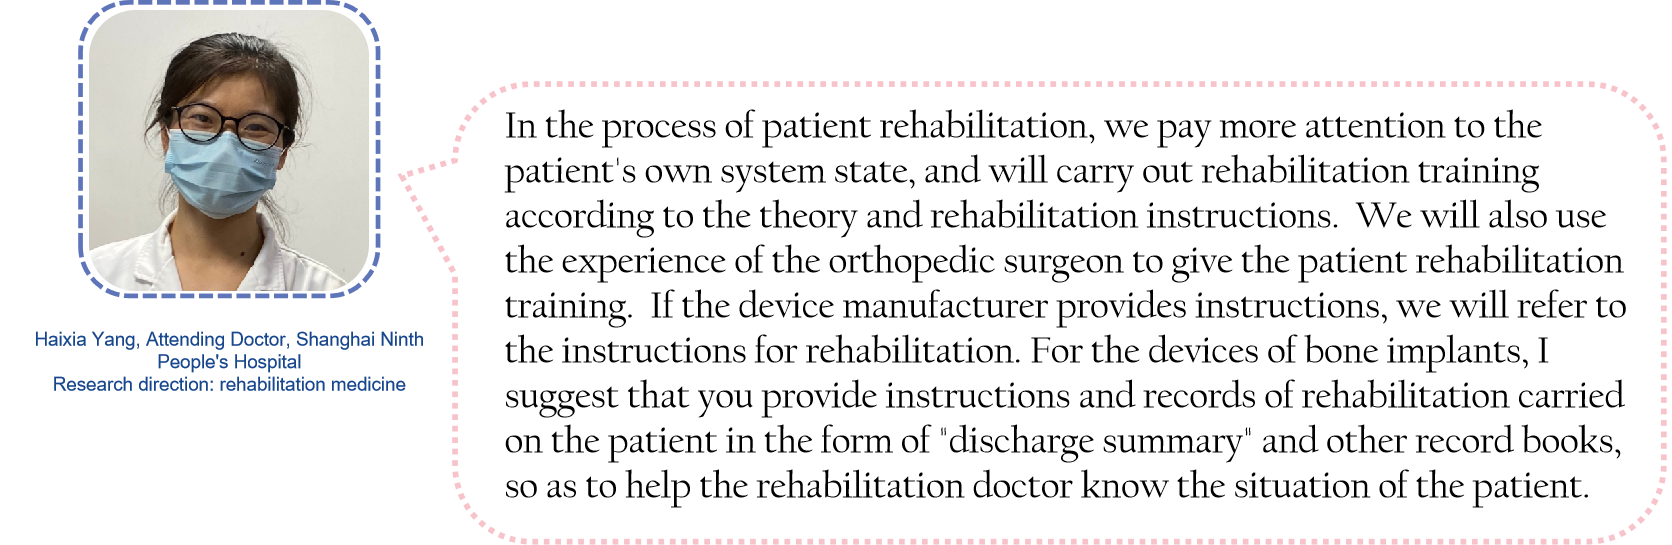 Haixia Yang, Attending Doctor, Shanghai Ninth
People's Hospital
Research direction: rehabilitation medicine
In the process of patient rehabilitation, we pay more attention to the
patient's own system state, and will carry out rehabilitation training
according to the theory and rehabilitation instructions.  We will also use
the experience of the orthopedic surgeon to give the patient rehabilitation
training.  If the device manufacturer provides instructions, we will refer to
the instructions for rehabilitation. For the devices of bone implants, I
suggest that you provide instructions and records of rehabilitation carried
on the patient in the form of "discharge summary" and other record books,
so as to help the rehabilitation doctor know the situation of the patient.